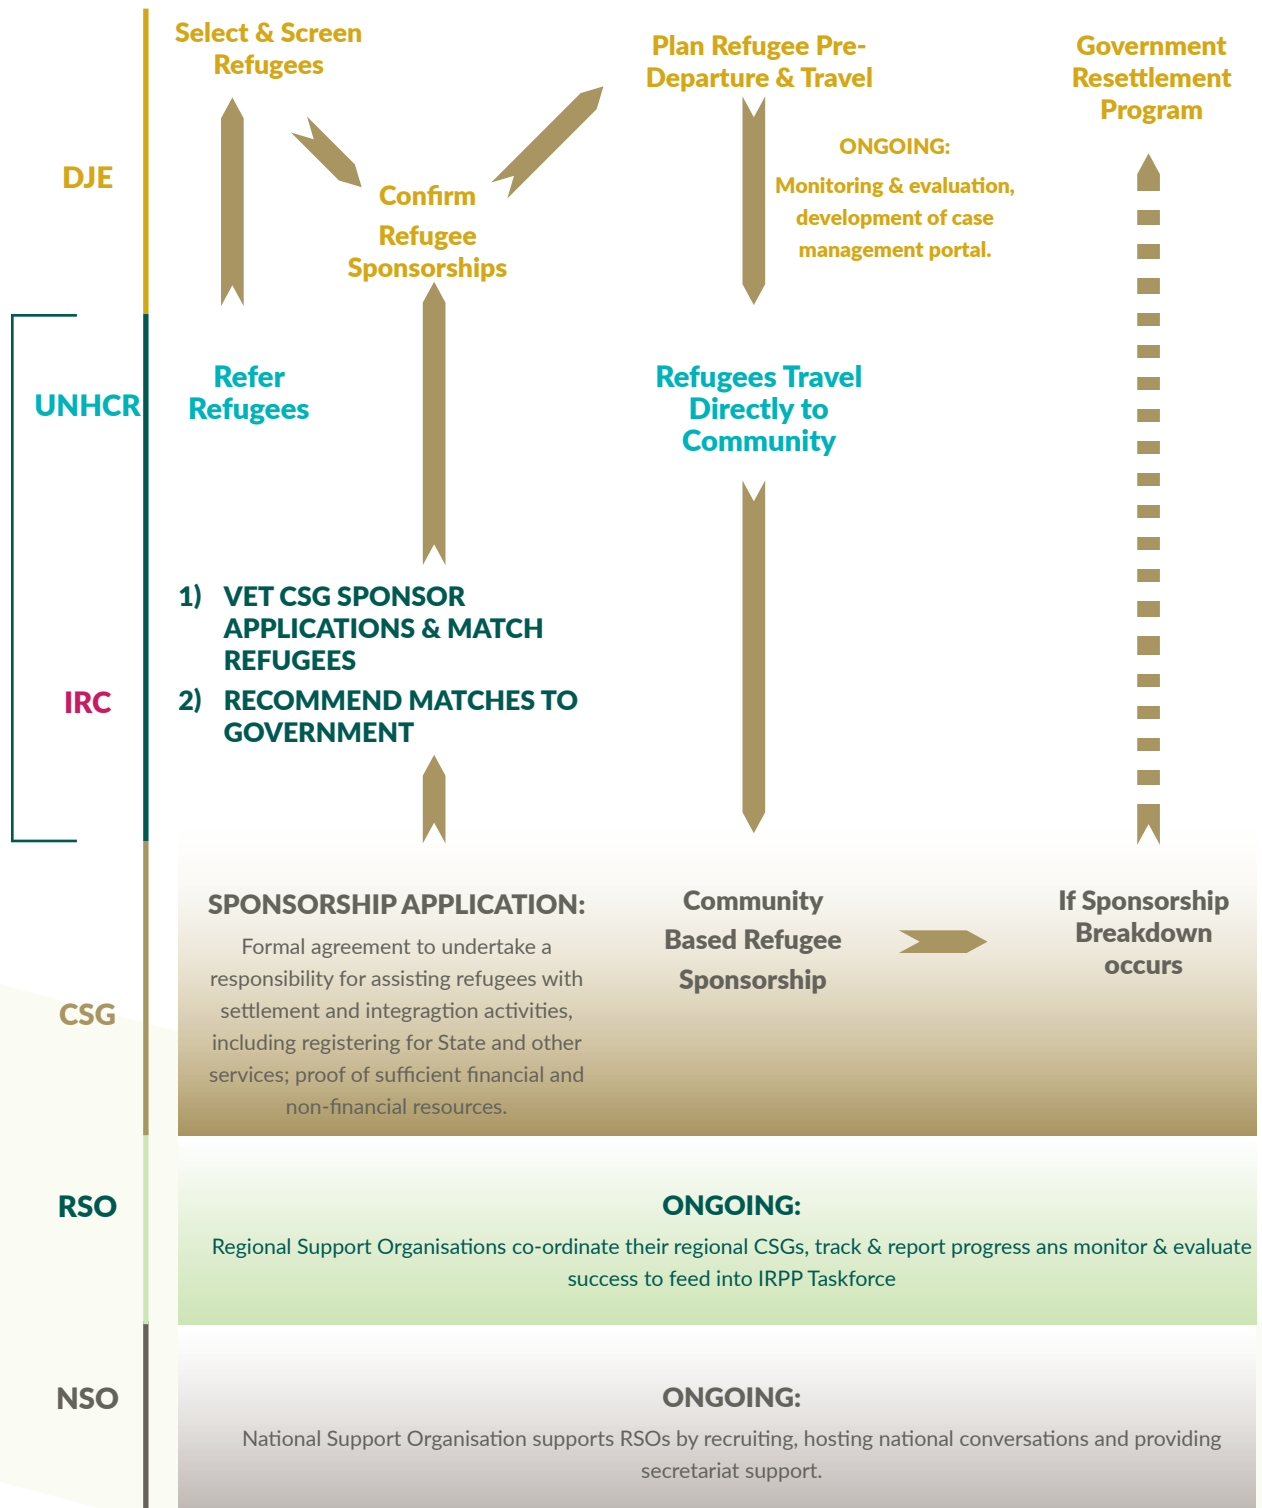 Select & Screen
Refugees
Plan Refugee Pre-
Departure & Travel
Government
Resettlement
Program
DJE
ONGOING:
Monitoring & evaluation,
development of case
management portal.
Confirm
Refugee
Sponsorships
UNHCR
Refer
Refugees
Refugees Travel
Directly to
Community
IRC
1) VET CSG SPONSOR
APPLICATIONS & MATCH
REFUGEES
2) RECOMMEND MATCHES TO
GOVERNMENT
CSG
SPONSORSHIP APPLICATION:
Formal agreement to undertake a
responsibility for assisting refugees with
settlement and integragtion activities,
including registering for State and other
services; proof of sufficient financial and
non-financial resources.
Community
Based Refugee
Sponsorship
If Sponsorship
Breakdown
occurs
RSO
ONGOING:
Regional Support Organisations co-ordinate their regional CSGs, track & report progress ans monitor & evaluate
success to feed into IRPP Taskforce
NSO
ONGOING:
National Support Organisation supports RSOs by recruiting, hosting national conversations and providing
secretariat support.